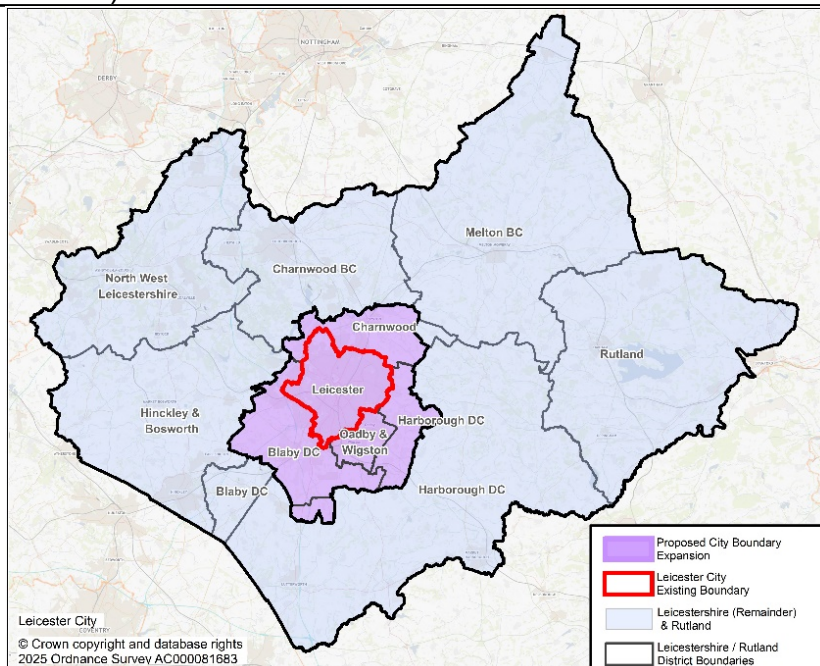 NOTTINGHAM
DERBY
Melton BC
Charnwood BC
North West
Leicestershire
Charnwood
Rutland
Leicester
Hinckley &
Bosworth
Harborough DC
Oadby &
Wigston
Blaby DC
Blaby DC
Harborough DC
Proposed City Boundary
Expansion
Leicester City
Existing Boundary
Leicestershire (Remainder)
& Rutland
Leicestershire / Rutland
District Boundaries
Leicester City
COVENTRY
© Crown copyright and database rights
2025 Ordnance Survey AC000081683